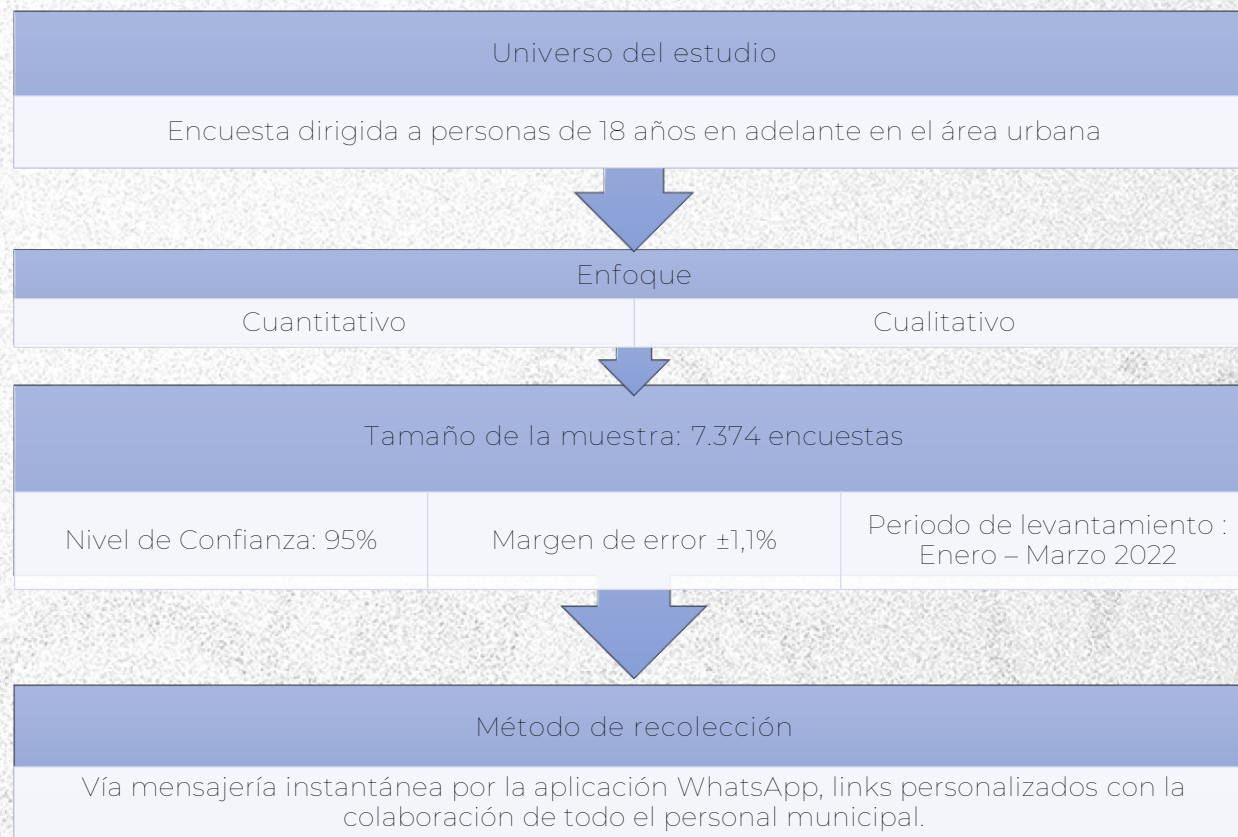 Universo del estudio
Encuesta dirigida a personas de 18 años en adelante en el área urbana
Enfoque
Cuantitativo
Cualitativo
Tamaño de la muestra: 7.374 encuestas
Nivel de Confianza: 95%
Margen de error ±1,1%
Periodo de levantamiento :
Enero – Marzo 2022
Método de recolección
Vía mensajería instantánea por la aplicación WhatsApp, links personalizados con la
colaboración de todo el personal municipal.